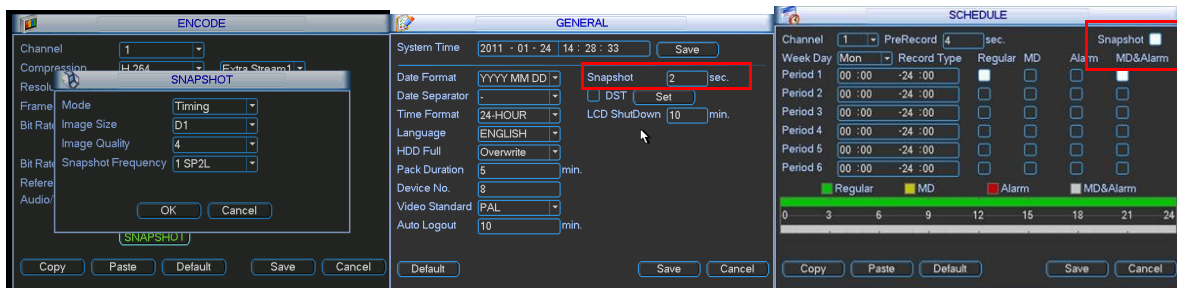 ENCODE
Channel 1
Compression H.264 Extra Stream1
SNAPSHOT
Resolu
Mode Timing
Frame
Image Size D1
Bit Rate
Image Quality 4
Bit Rate
Snapshot Frequency 1 SP2L
Refere
Audio/
OK Cancel
SNAPSHOT
Copy Paste Default Save Cancel
GENERAL
System Time 2011 - 01 - 24 14 : 28 : 33 Save
Date Format YYYY MM DD Snapshot 2 sec.
Date Separator - DST Set
Time Format 24-HOUR LCD ShutDown 10 min.
Language ENGLISH
HDD Full Overwrite
Pack Duration 5 min.
Device No. 8
Video Standard PAL
Auto Logout 10 min.
Default Save Cancel
SCHEDULE
Channel 1 PreRecord 4 sec. Snapshot
Week Day Mon Record Type Regular MD Alarm MD&Alarm
Period 1 00 :00 -24 :00
Period 2 00 :00 -24 :00
Period 3 00 :00 -24 :00
Period 4 00 :00 -24 :00
Period 5 00 :00 -24 :00
Period 6 00 :00 -24 :00
Regular MD Alarm MD&Alarm
0 3 6 9 12 15 18 21 24
Copy Paste Default Save Cancel